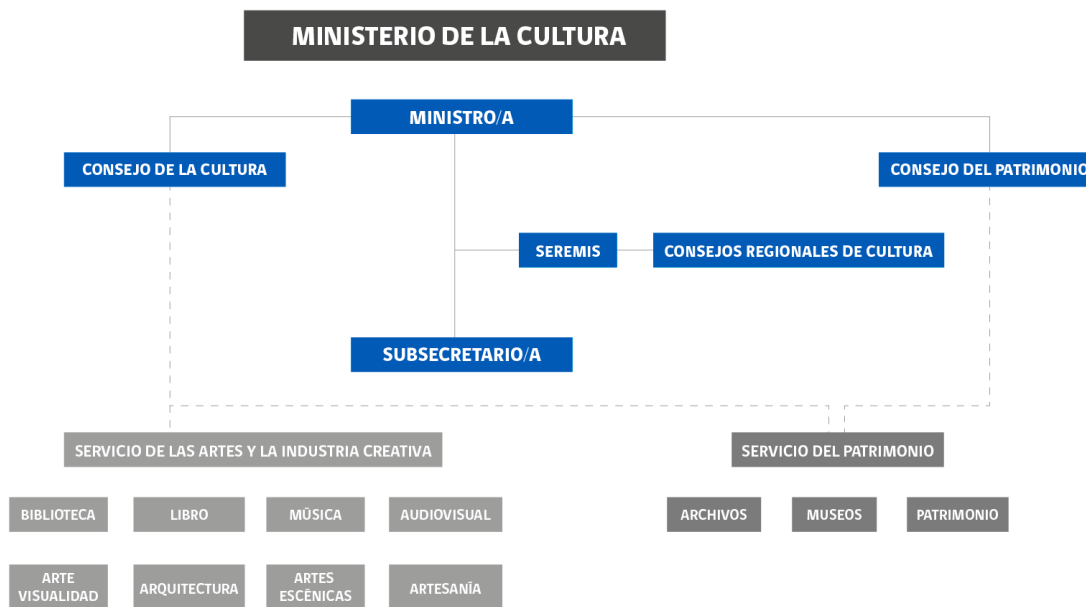 MINISTERIO DE LA CULTURA
MINISTRO/A
CONSEJO DE LA CULTURA
CONSEJO DEL PATRIMONIO
SEREMIS
CONSEJOS REGIONALES DE CULTURA
SUBSECRETARIO/A
SERVICIO DE LAS ARTES Y LA INDUSTRIA CREATIVA
SERVICIO DEL PATRIMONIO
BIBLIOTECA
LIBRO
MÚSICA
AUDIOVISUAL
ARCHIVOS
MUSEOS
PATRIMONIO
ARTE
VISUALIDAD
ARQUITECTURA
ARTES
ESCÉNICAS
ARTESANÍA